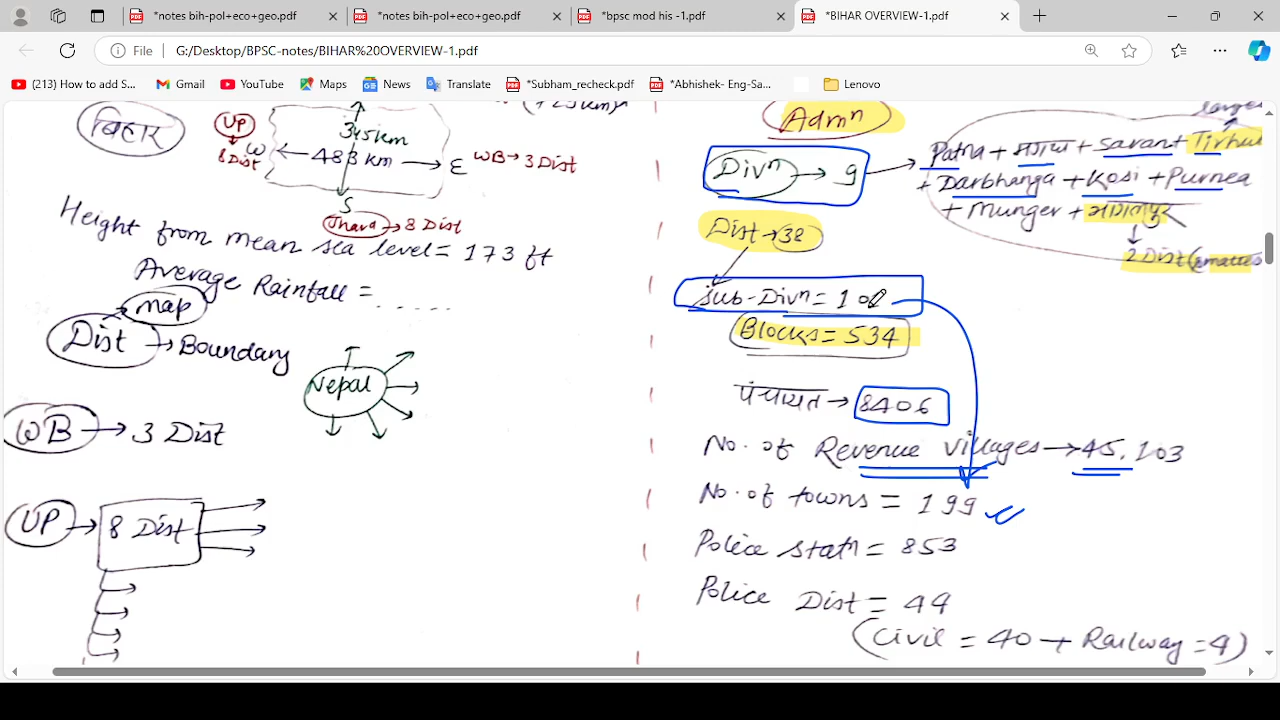 *notes bih-pol+eco+geo.pdf
*notes bih-pol+eco+geo.pdf
*bpsc mod his -1.pdf
*BIHAR OVERVIEW-1.pdf
File
G:/Desktop/BPSC-notes/BIHAR%20OVERVIEW-1.pdf
(213) How to add S...
Gmail
YouTube
Maps
News
Translate
*Subham_recheck.pdf
*Abhishek- Eng-Sa...
Lenovo
बिहार
UP
8 Dist
W
345km
483 km
E
WB→3 Dist
S
Jhar→8 Dist
Height from mean sea level = 173 ft
Average Rainfall = .....
map
Dist → Boundary
Nepal
WB → 3 Dist
UP → 8 Dist
Admn
Divn → 9
Patna + मगध + Saran + Tirhut
+ Darbhanga + Kosi + Purnea
+ Munger +
2 Dist
Dist → 38
Sub-Divn = 101
Blocks = 534
पंचायत → 8406
No. of Revenue Villages → 45,103
No. of towns = 199
Police Statn = 853
Police Dist = 44
(Civil = 40 + Railway = 4)